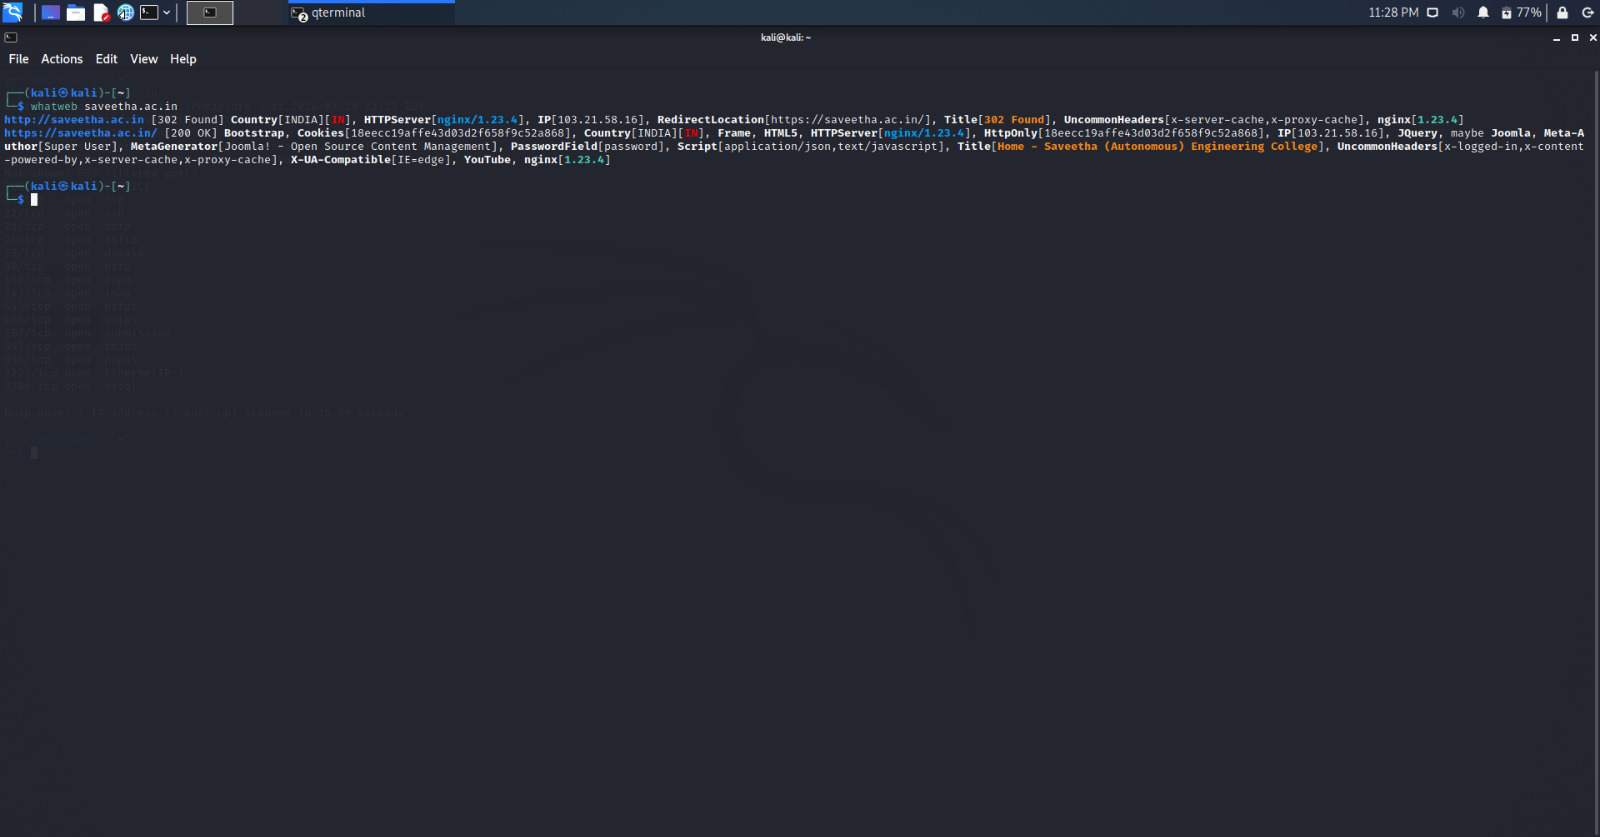 qterminal
2
11:28 PM
77%
kali@kali: ~
File Actions Edit View Help
┌──(kali㉿kali)-[~]
└─$ whatweb saveetha.ac.in
http://saveetha.ac.in [302 Found] Country[INDIA][IN], HTTPServer[nginx/1.23.4], IP[103.21.58.16], RedirectLocation[https://saveetha.ac.in/], Title[302 Found], UncommonHeaders[x-server-cache,x-proxy-cache], nginx[1.23.4]
https://saveetha.ac.in/ [200 OK] Bootstrap, Cookies[18eecc19affe43d03d2f658f9c52a868], Country[INDIA][IN], Frame, HTML5, HTTPServer[nginx/1.23.4], HttpOnly[18eecc19affe43d03d2f658f9c52a868], IP[103.21.58.16], JQuery, maybe Joomla, Meta-A
uthor[Super User], MetaGenerator[Joomla! - Open Source Content Management], PasswordField[password], Script[application/json,text/javascript], Title[Home - Saveetha (Autonomous) Engineering College], UncommonHeaders[x-logged-in,x-content
-powered-by,x-server-cache,x-proxy-cache], X-UA-Compatible[IE=edge], YouTube, nginx[1.23.4]
┌──(kali㉿kali)-[~]
└─$